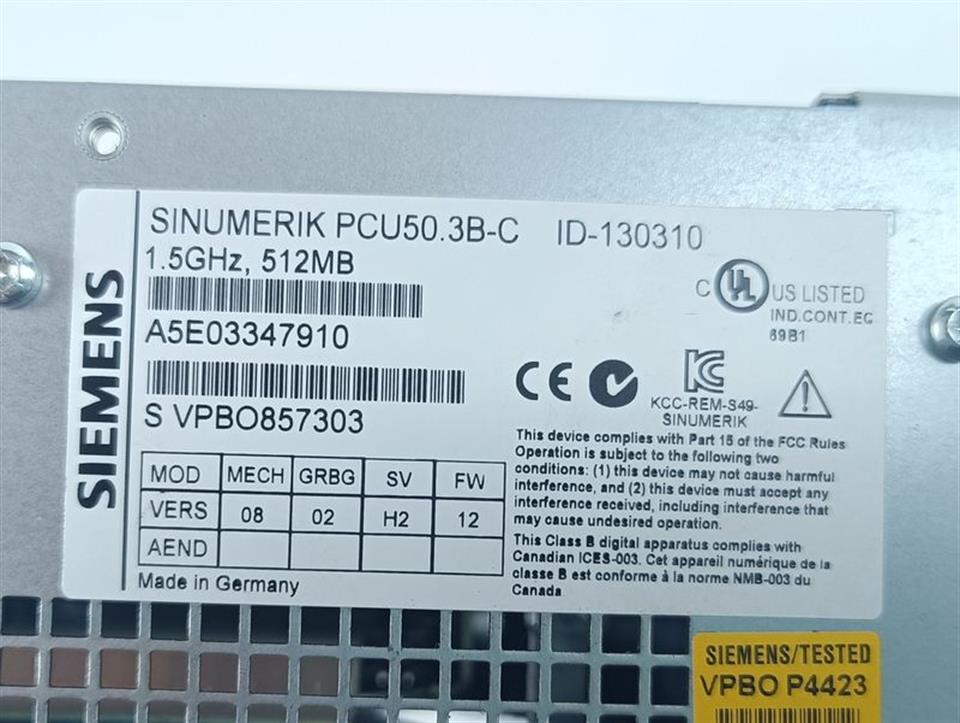 SIEMENS
SINUMERIK PCU50.3B-C ID-130310
1.5GHz, 512MB
A5E03347910
S VPBO857303
MOD MECH GRBG SV FW
VERS 08 02 H2 12
AEND
Made in Germany
C UL US LISTED
IND.CONT.EQ
69B1
CE
KC
KCC-REM-S49-
SINUMERIK
This device complies with Part 15 of the FCC Rules
Operation is subject to the following two
conditions: (1) this device may not cause harmful
interference, and (2) this device must accept any
interference received, including interference that
may cause undesired operation.
This Class B digital apparatus complies with
Canadian ICES-003. Cet appareil numérique de la
classe B est conforme à la norme NMB-003 du
Canada
SIEMENS/TESTED
VPBO P4423